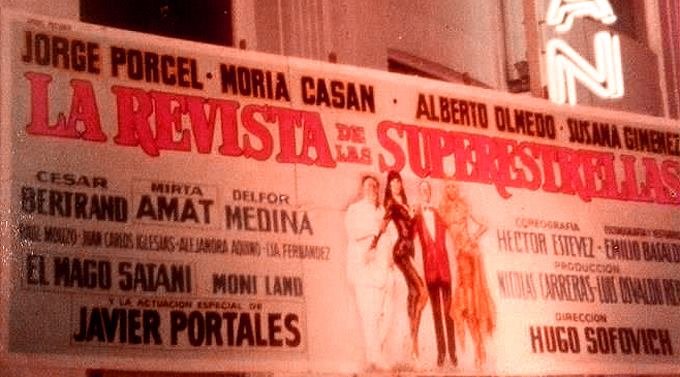 AN
JORGE PORCEL · MORIA CASAN · ALBERTO OLMEDO · SUSANA GIMENEZ
LA REVISTA DE LAS SUPERESTRELLAS
CESAR BERTRAND
MIRTA AMAT
DELFOR MEDINA
JUAN CARLOS IGLESIAS · ALEJANDRA AQUINO · LIA FERNANDEZ
EL MAGO SATANI
MONI LAND
Y LA ACTUACION ESPECIAL DE
JAVIER PORTALES
COREOGRAFIA
HECTOR ESTEVEZ · EMILIO
PRODUCCION
NICOLAS CARRERAS · LUIS OSVALDO
DIRECCION
HUGO SOFOVICH